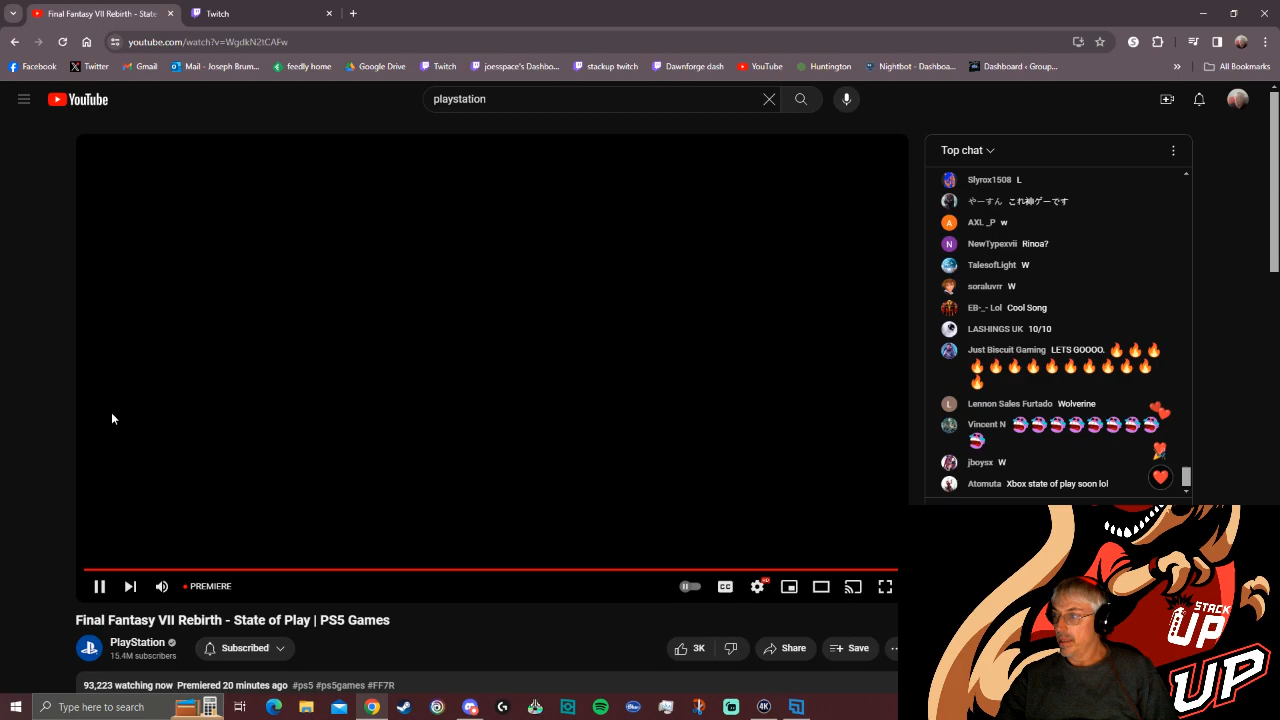 Final Fantasy VII Rebirth - State
Twitch
youtube.com/watch?v=WgdkN2tCAFw
Facebook
Twitter
Gmail
Mail - Joseph Brum...
feedly home
Google Drive
Twitch
joesspace's Dashbo...
stackup twitch
Dawnforge dash
YouTube
Huntington
Nightbot - Dashboa...
Dashboard ‹ Group...
»
All Bookmarks
YouTube
playstation
Top chat
Slyrox1508 L
やーすん これ神ゲーです
A AXL _P w
N NewTypexvii Rinoa?
TalesofLight W
soraluvrr W
EB-_- Lol Cool Song
LASHINGS UK 10/10
Just Biscuit Gaming LETS GOOOO. 🔥🔥🔥
🔥🔥🔥🔥🔥🔥🔥🔥🔥🔥
🔥
L Lennon Sales Furtado Wolverine
Vincent N
jboysx W
Atomuta Xbox state of play soon lol
PREMIERE
CC
HD
Final Fantasy VII Rebirth - State of Play | PS5 Games
PlayStation
15.4M subscribers
Subscribed
3K
Share
Save
...
93,223 watching now Premiered 20 minutes ago #ps5 #ps5games #FF7R
STACK
UP
UP
Type here to search
4K